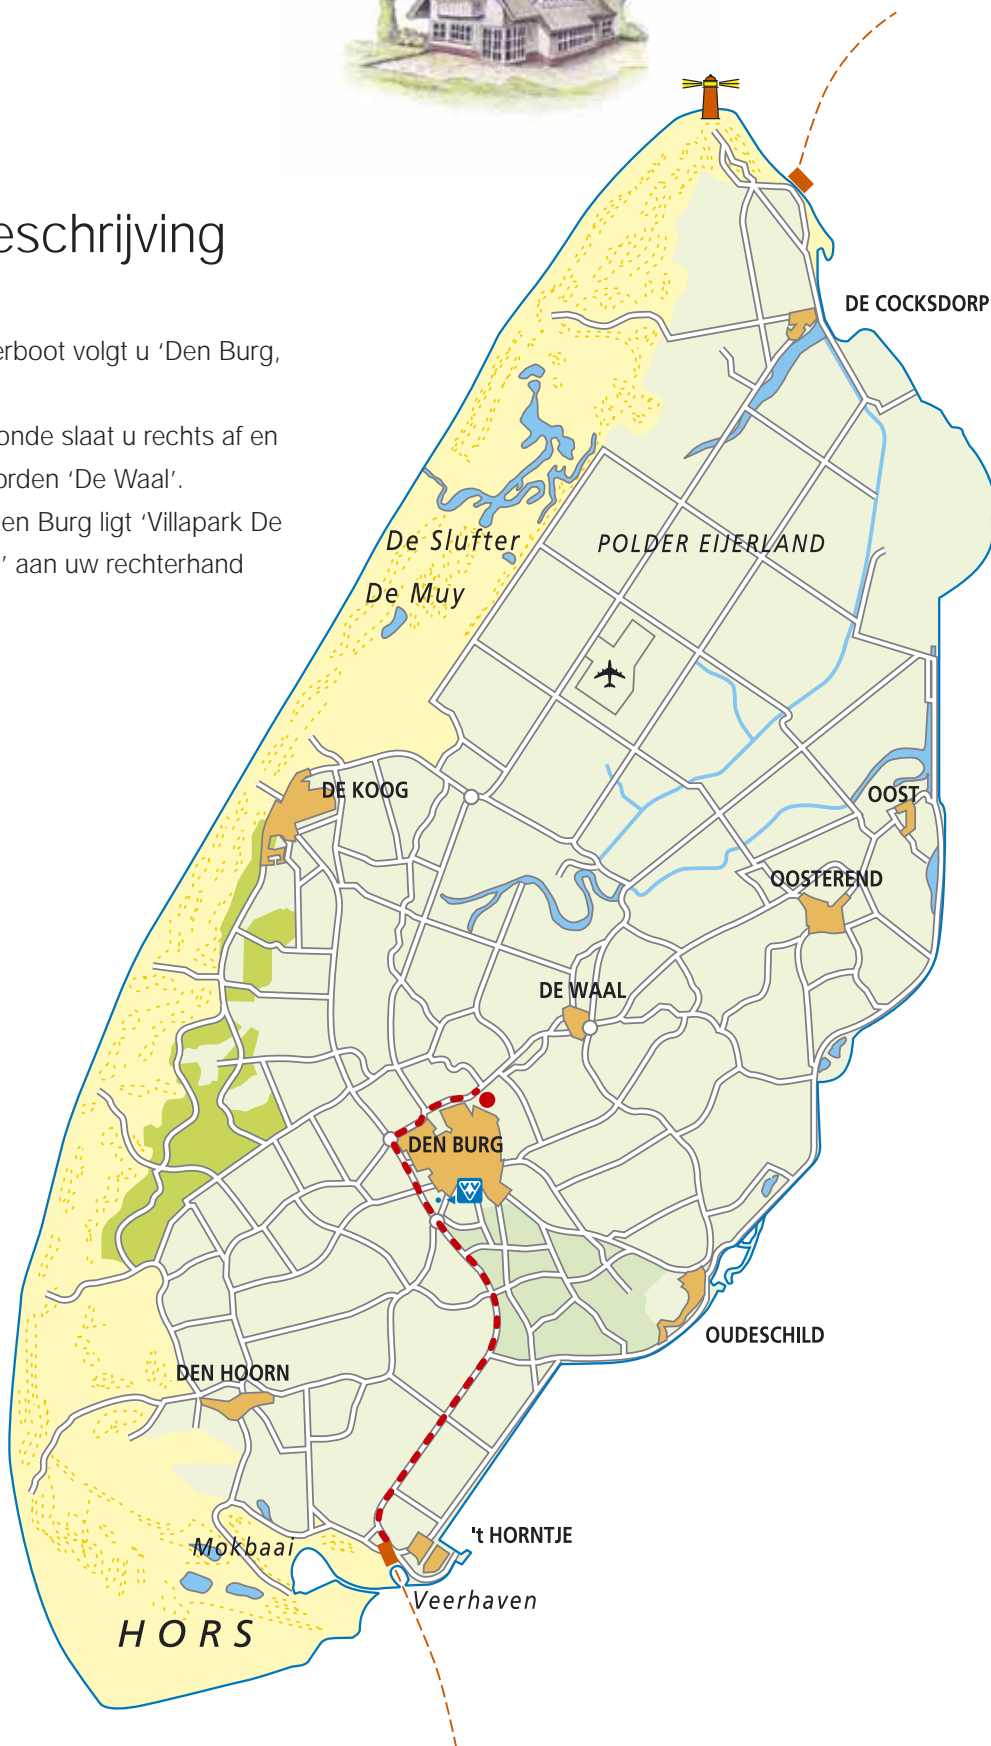 eschrijving
erboot volgt u ‘Den Burg,
onde slaat u rechts af en
orden ‘De Waal’.
en Burg ligt ‘Villapark De
’ aan uw rechterhand
DE COCKSDORP
De Slufter
POLDER EIJERLAND
De Muy
DE KOOG
OOST
OOSTEREND
DE WAAL
DEN BURG
OUDESCHILD
DEN HOORN
't HORNTJE
Mokbaai
Veerhaven
HORS